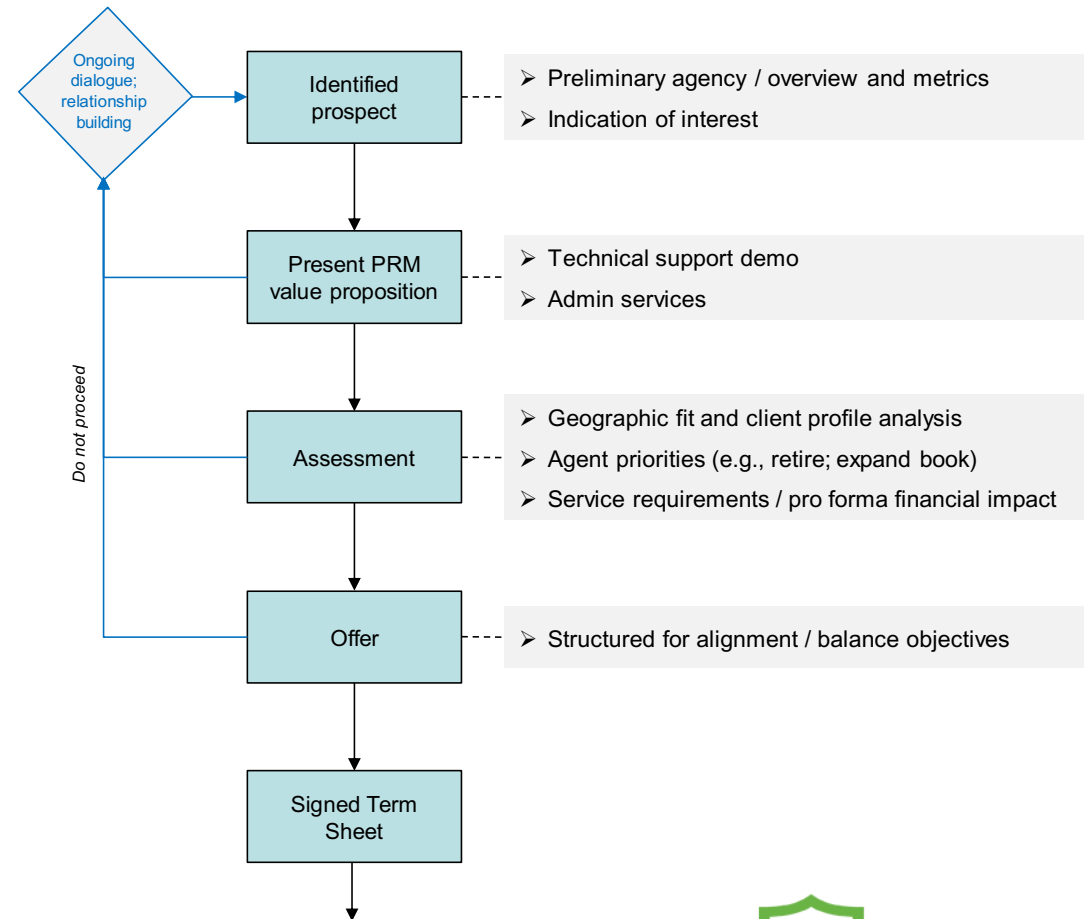 Ongoing
dialogue;
relationship
building
Identified
prospect
➢ Preliminary agency / overview and metrics
➢ Indication of interest
Present PRM
value proposition
➢ Technical support demo
➢ Admin services
Do not proceed
Assessment
➢ Geographic fit and client profile analysis
➢ Agent priorities (e.g., retire; expand book)
➢ Service requirements / pro forma financial impact
Offer
➢ Structured for alignment / balance objectives
Signed Term
Sheet